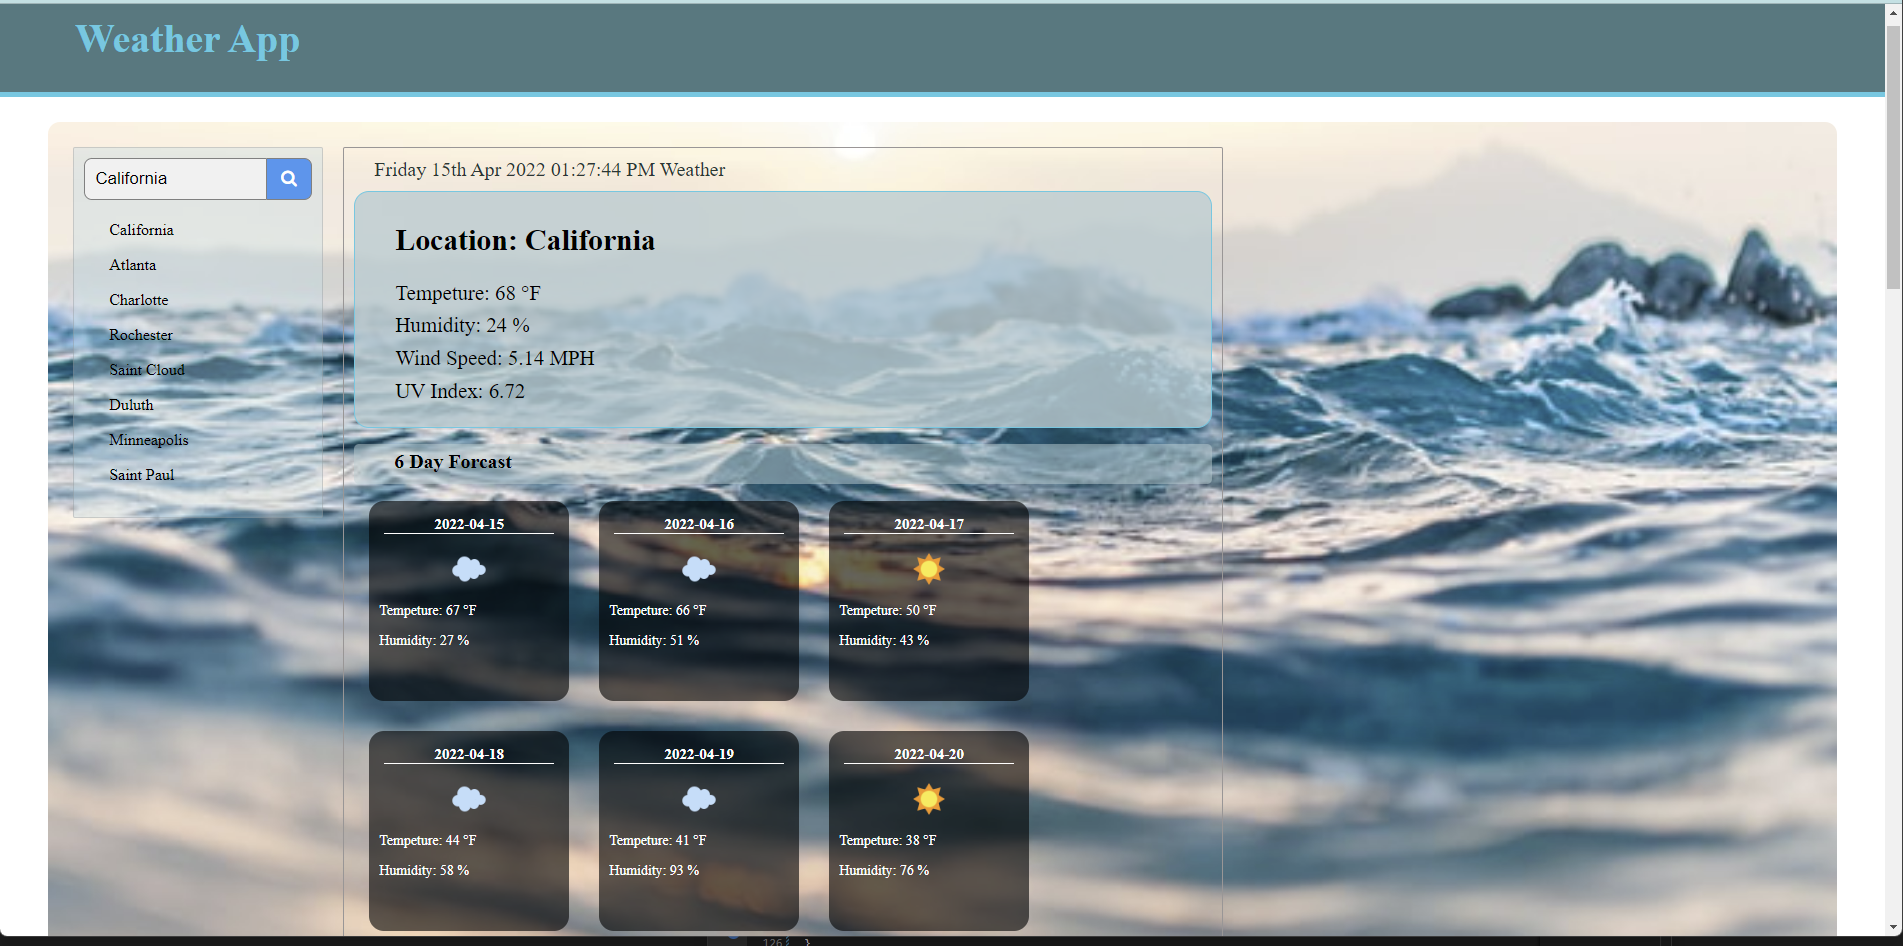 Weather App
California
California
Atlanta
Charlotte
Rochester
Saint Cloud
Duluth
Minneapolis
Saint Paul
Friday 15th Apr 2022 01:27:44 PM Weather
Location: California
Tempeture: 68 °F
Humidity: 24 %
Wind Speed: 5.14 MPH
UV Index: 6.72
6 Day Forcast
2022-04-15
Tempeture: 67 °F
Humidity: 27 %
2022-04-16
Tempeture: 66 °F
Humidity: 51 %
2022-04-17
Tempeture: 50 °F
Humidity: 43 %
2022-04-18
Tempeture: 44 °F
Humidity: 58 %
2022-04-19
Tempeture: 41 °F
Humidity: 93 %
2022-04-20
Tempeture: 38 °F
Humidity: 76 %
126 }